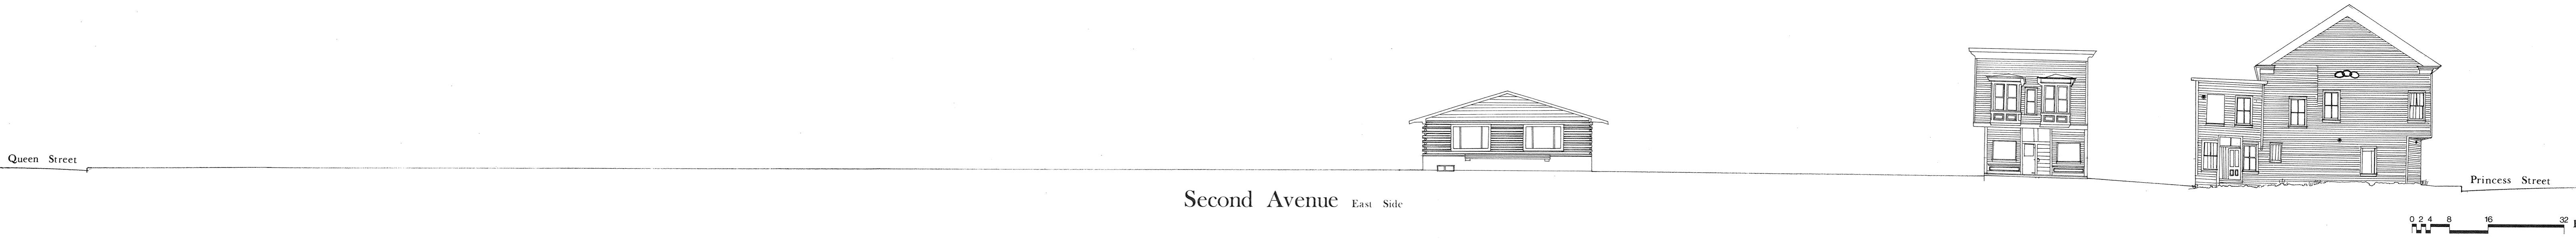 Queen Street
Princess Street
Second Avenue East Side
0 2 4 8 16 32